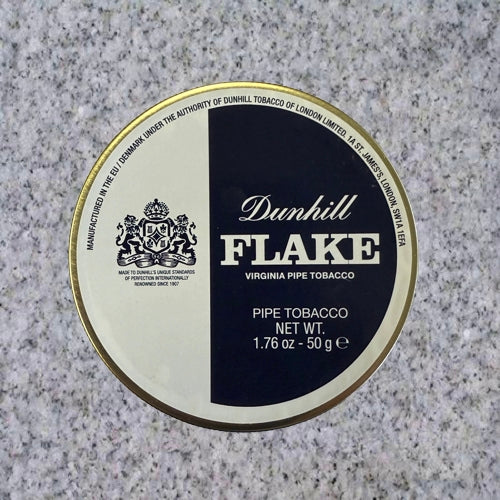 MANUFACTURED IN THE EU / DENMARK UNDER THE AUTHORITY OF DUNHILL TOBACCO OF LONDON LIMITED, 1A ST. JAMES'S, LONDON, SW1A 1EFA
Dunhill
FLAKE
VIRGINIA PIPE TOBACCO
MADE TO DUNHILL'S UNIQUE STANDARDS
OF PERFECTION INTERNATIONALLY
RENOWNED SINCE 1907
PIPE TOBACCO
NET WT.
1.76 oz - 50 g ℮